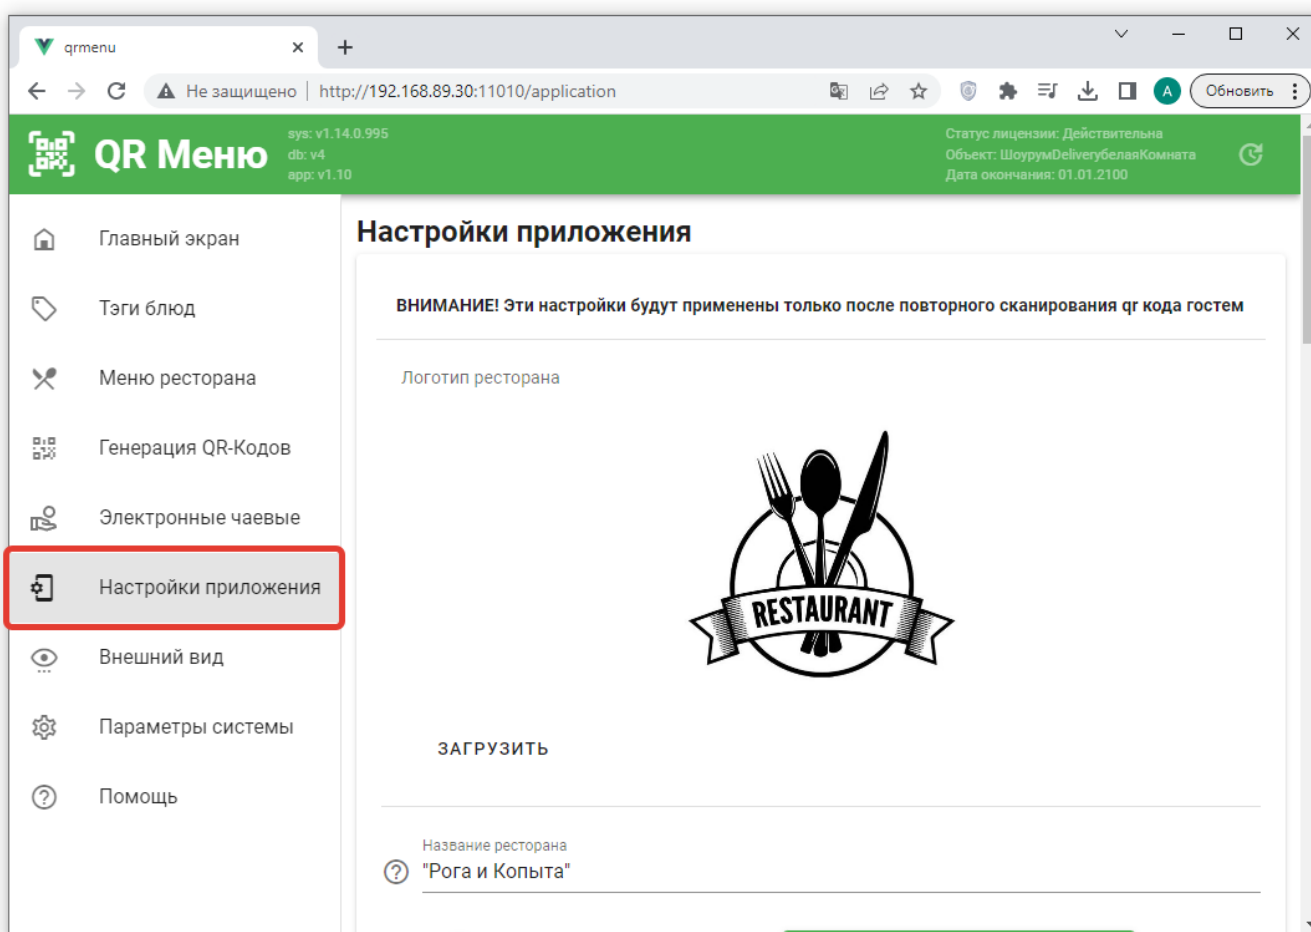 qrmenu
Не защищено
http://192.168.89.30:11010/application
А
Обновить
QR Меню
sys: v1.14.0.995
db: v4
app: v1.10
Статус лицензии: Действительна
Объект: ШоурумDeliveryбелаяКомната
Дата окончания: 01.01.2100
Главный экран
Тэги блюд
Меню ресторана
Генерация QR-Кодов
Электронные чаевые
Настройки приложения
Внешний вид
Параметры системы
Помощь
Настройки приложения
ВНИМАНИЕ! Эти настройки будут применены только после повторного сканирования qr кода гостем
Логотип ресторана
RESTAURANT
ЗАГРУЗИТЬ
Название ресторана
"Рога и Копыта"